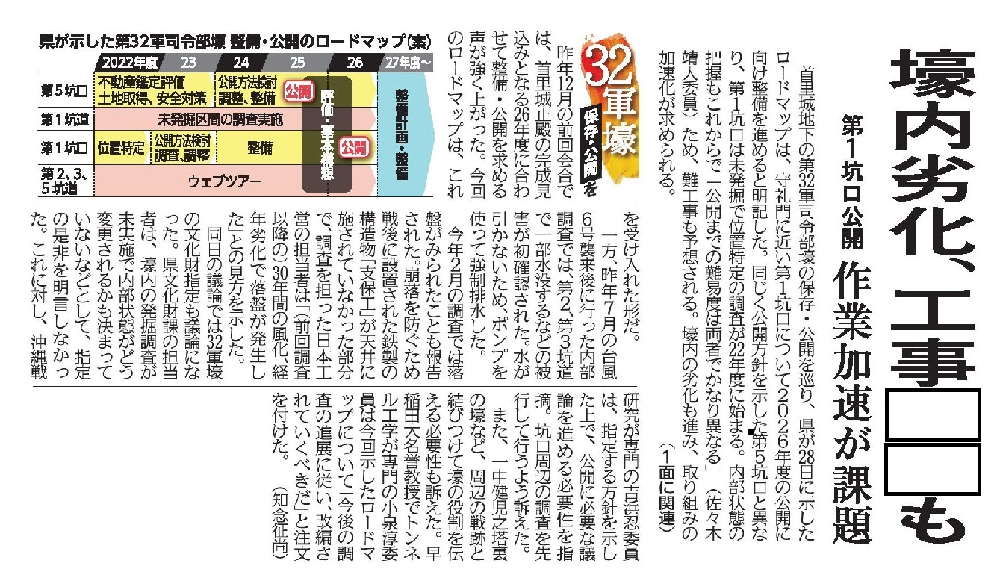 壕内劣化、工事□□も
第1坑口公開 作業加速が課題
首里城地下の第32軍司令部壕の保存・公開を巡り、県が28日に示した
ロードマップは、守礼門に近い第1坑口について2026年度の公開に
向け整備を進めると明記した。同じく公開方針を示した第5坑口と異な
り、第1坑口は未発掘で位置特定の調査が22年度に始まる。内部状態の
把握もこれからで「公開までの難易度は両者でかなり異なる」(佐々木
靖人委員)ため、難工事も予想される。壕内の劣化も進み、取り組みの
加速化が求められる。
(1面に関連)
32軍壕
保存・公開を
昨年12月の前回会合で
は、首里城正殿の完成見
込みとなる26年度に合わ
せて整備・公開を求める
声が強く上がった。今回
のロードマップは、これ
県が示した第32軍司令部壕 整備・公開のロードマップ(案)
2022年度 23 24 25 26 27年度~
第5坑口 不動産鑑定評価 土地取得、安全対策 公開方法検討 調整、整備 公開
第1坑道 未発掘区間の調査実施
第1坑口 位置特定 公開方法検討 調査、調整 整備 公開
第2、3、5坑道 ウェブツアー
評価・基本構想
整備計画・整備
を受け入れた形だ。
一方、昨年7月の台風
6号襲来後に行った内部
調査では、第2、第3坑道
で一部水没するなどの被
害が初確認された。水が
引かないため、ポンプを
使って強制排水した。
今年2月の調査では落
盤がみられたことも報告
された。崩落を防ぐため
戦後に設置された鉄製の
構造物「支保工」が天井に
施されていなかった部分
で、調査を担った日本工
営の担当者は「(前回調査
以降の)30年間の風化、経
年劣化で落盤が発生し
た」との見方を示した。
同日の議論では32軍壕
の文化財指定も議論にな
った。県文化財課の担当
者は、壕内の発掘調査が
未実施で内部状態がどう
変更されるかも決まって
いないなどとして、指定
の是非を明言しなかっ
た。これに対し、沖縄戦
研究が専門の吉浜忍委員
は、指定する方針を示し
た上で、公開に必要な議
論を進める必要性を指
摘。坑口周辺の調査を先
行して行うよう訴えた。
また、一中健児之塔裏
の壕など、周辺の戦跡と
結びつけて壕の役割を伝
える必要性も訴えた。早
稲田大名誉教授でトンネ
ル工学が専門の小泉淳委
員は今回示したロードマ
ップについて「今後の調
査の進展に従い、改編さ
れていくべきだ」と注文
を付けた。
(知念征尚)